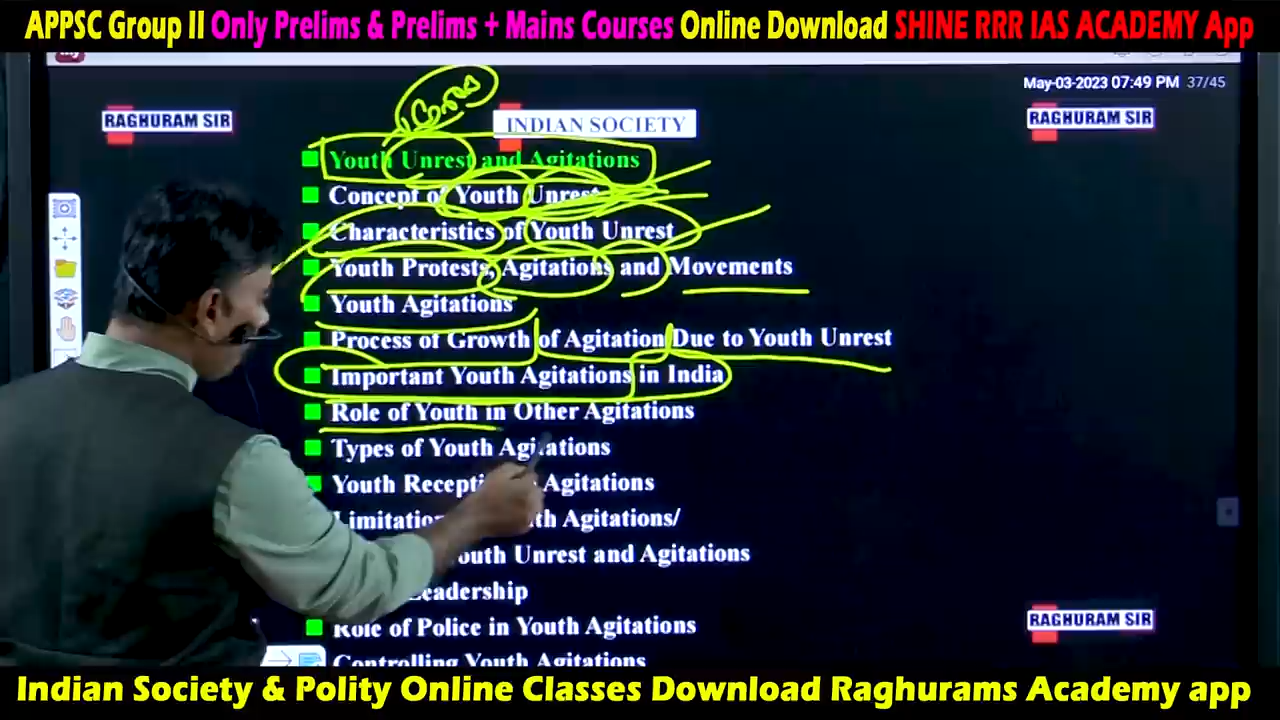 APPSC Group II Only Prelims & Prelims + Mains Courses Online Download SHINE RRR IAS ACADEMY App
May-03-2023 07:49 PM 37/45
RAGHURAM SIR
INDIAN SOCIETY
RAGHURAM SIR
Youth Unrest and Agitations
Concept of Youth Unrest
Characteristics of Youth Unrest
Youth Protests, Agitations and Movements
Youth Agitations
Process of Growth of Agitation Due to Youth Unrest
Important Youth Agitations in India
Role of Youth in Other Agitations
Types of Youth Agitations
Youth Agitations
Agitations/
Unrest and Agitations
Leadership
RAGHURAM SIR
Role of Police in Youth Agitations
Controlling Youth Agitations
Indian Society & Polity Online Classes Download Raghurams Academy app